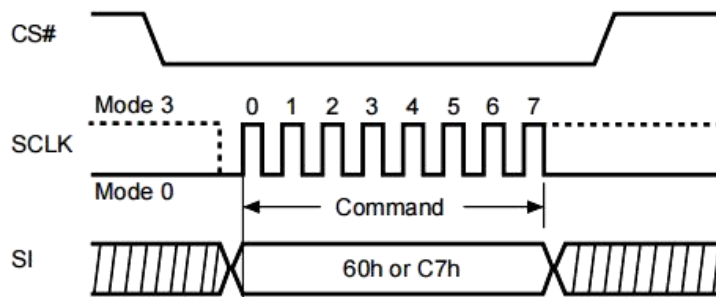 CS#
Mode 3 0 1 2 3 4 5 6 7
SCLK
Mode 0
Command
SI 60h or C7h